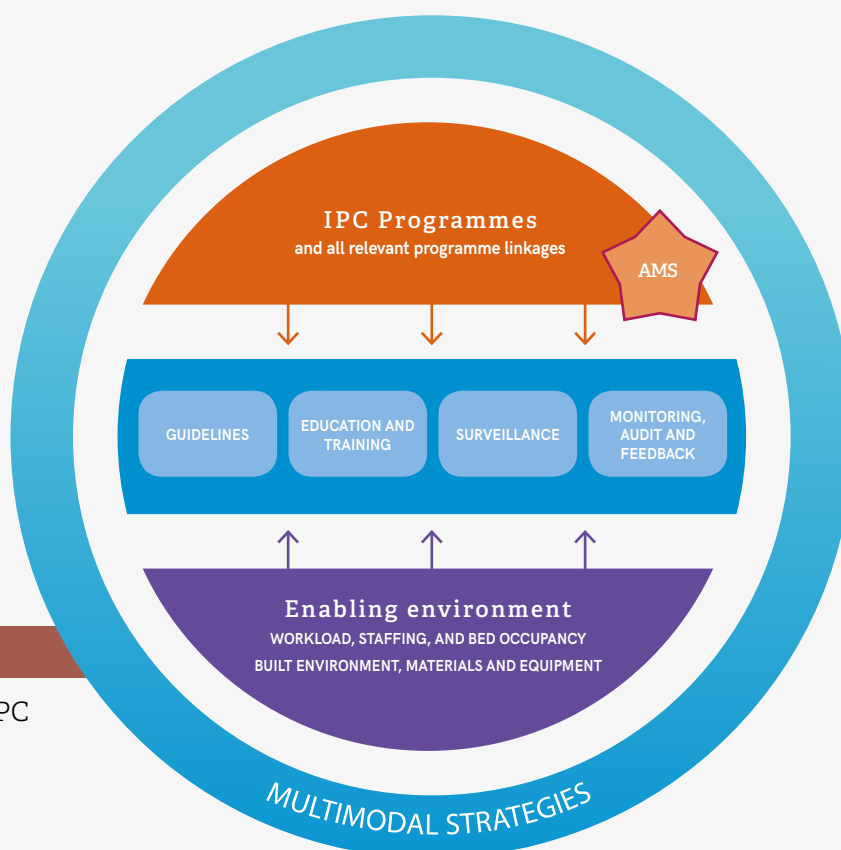 IPC Programmes
and all relevant programme linkages
AMS
GUIDELINES
EDUCATION AND
TRAINING
SURVEILLANCE
MONITORING,
AUDIT AND
FEEDBACK
Enabling environment
WORKLOAD, STAFFING, AND BED OCCUPANCY
BUILT ENVIRONMENT, MATERIALS AND EQUIPMENT
PC
MULTIMODAL STRATEGIES